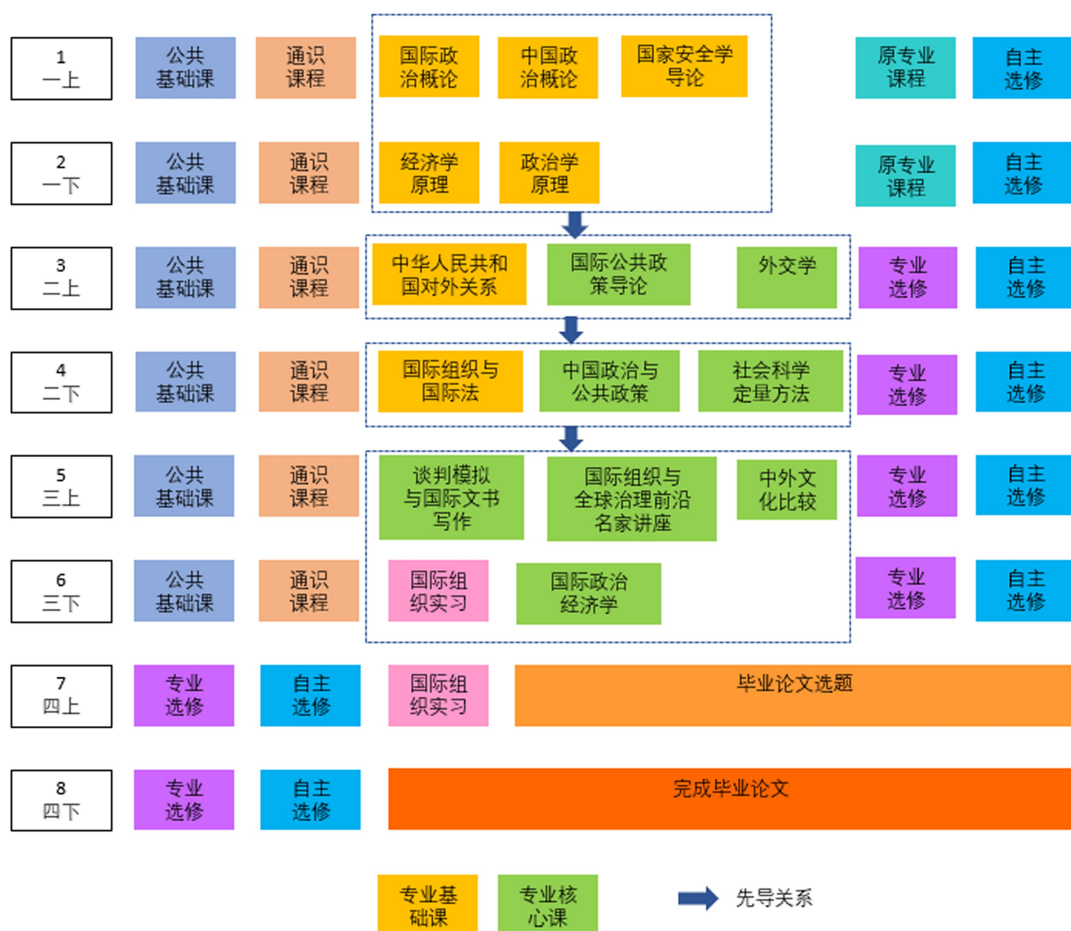 1
一上
公共
基础课
通识
课程
国际政
治概论
中国政
治概论
国家安全学
导论
原专业
课程
自主
选修
2
一下
公共
基础课
通识
课程
经济学
原理
政治学
原理
原专业
课程
自主
选修
3
二上
公共
基础课
通识
课程
中华人民共和
国对外关系
国际公共政
策导论
外交学
专业
选修
自主
选修
4
二下
公共
基础课
通识
课程
国际组织与
国际法
中国政治与
公共政策
社会科学
定量方法
专业
选修
自主
选修
5
三上
公共
基础课
通识
课程
谈判模拟
与国际文书
写作
国际组织与
全球治理前沿
名家讲座
中外文
化比较
专业
选修
自主
选修
6
三下
公共
基础课
通识
课程
国际组
织实习
国际政治
经济学
专业
选修
自主
选修
7
四上
专业
选修
自主
选修
国际组
织实习
毕业论文选题
8
四下
专业
选修
自主
选修
完成毕业论文
专业基
础课
专业核
心课
先导关系